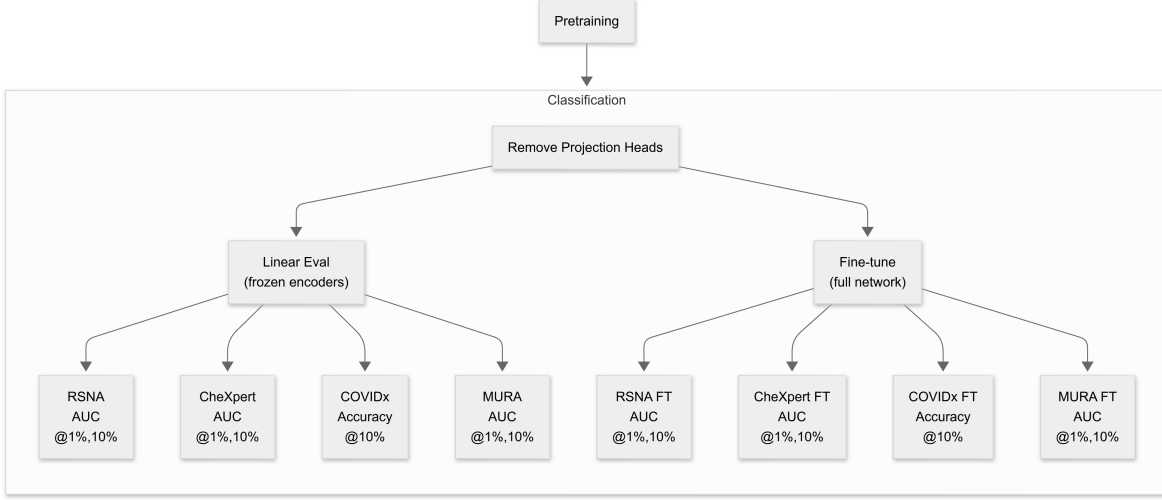 Pretraining
Classification
Remove Projection Heads
Linear Eval
(frozen encoders)
Fine-tune
(full network)
RSNA
AUC
@1%,10%
CheXpert
AUC
@1%,10%
COVIDx
Accuracy
@10%
MURA
AUC
@1%,10%
RSNA FT
AUC
@1%,10%
CheXpert FT
AUC
@1%,10%
COVIDx FT
Accuracy
@10%
MURA FT
AUC
@1%,10%